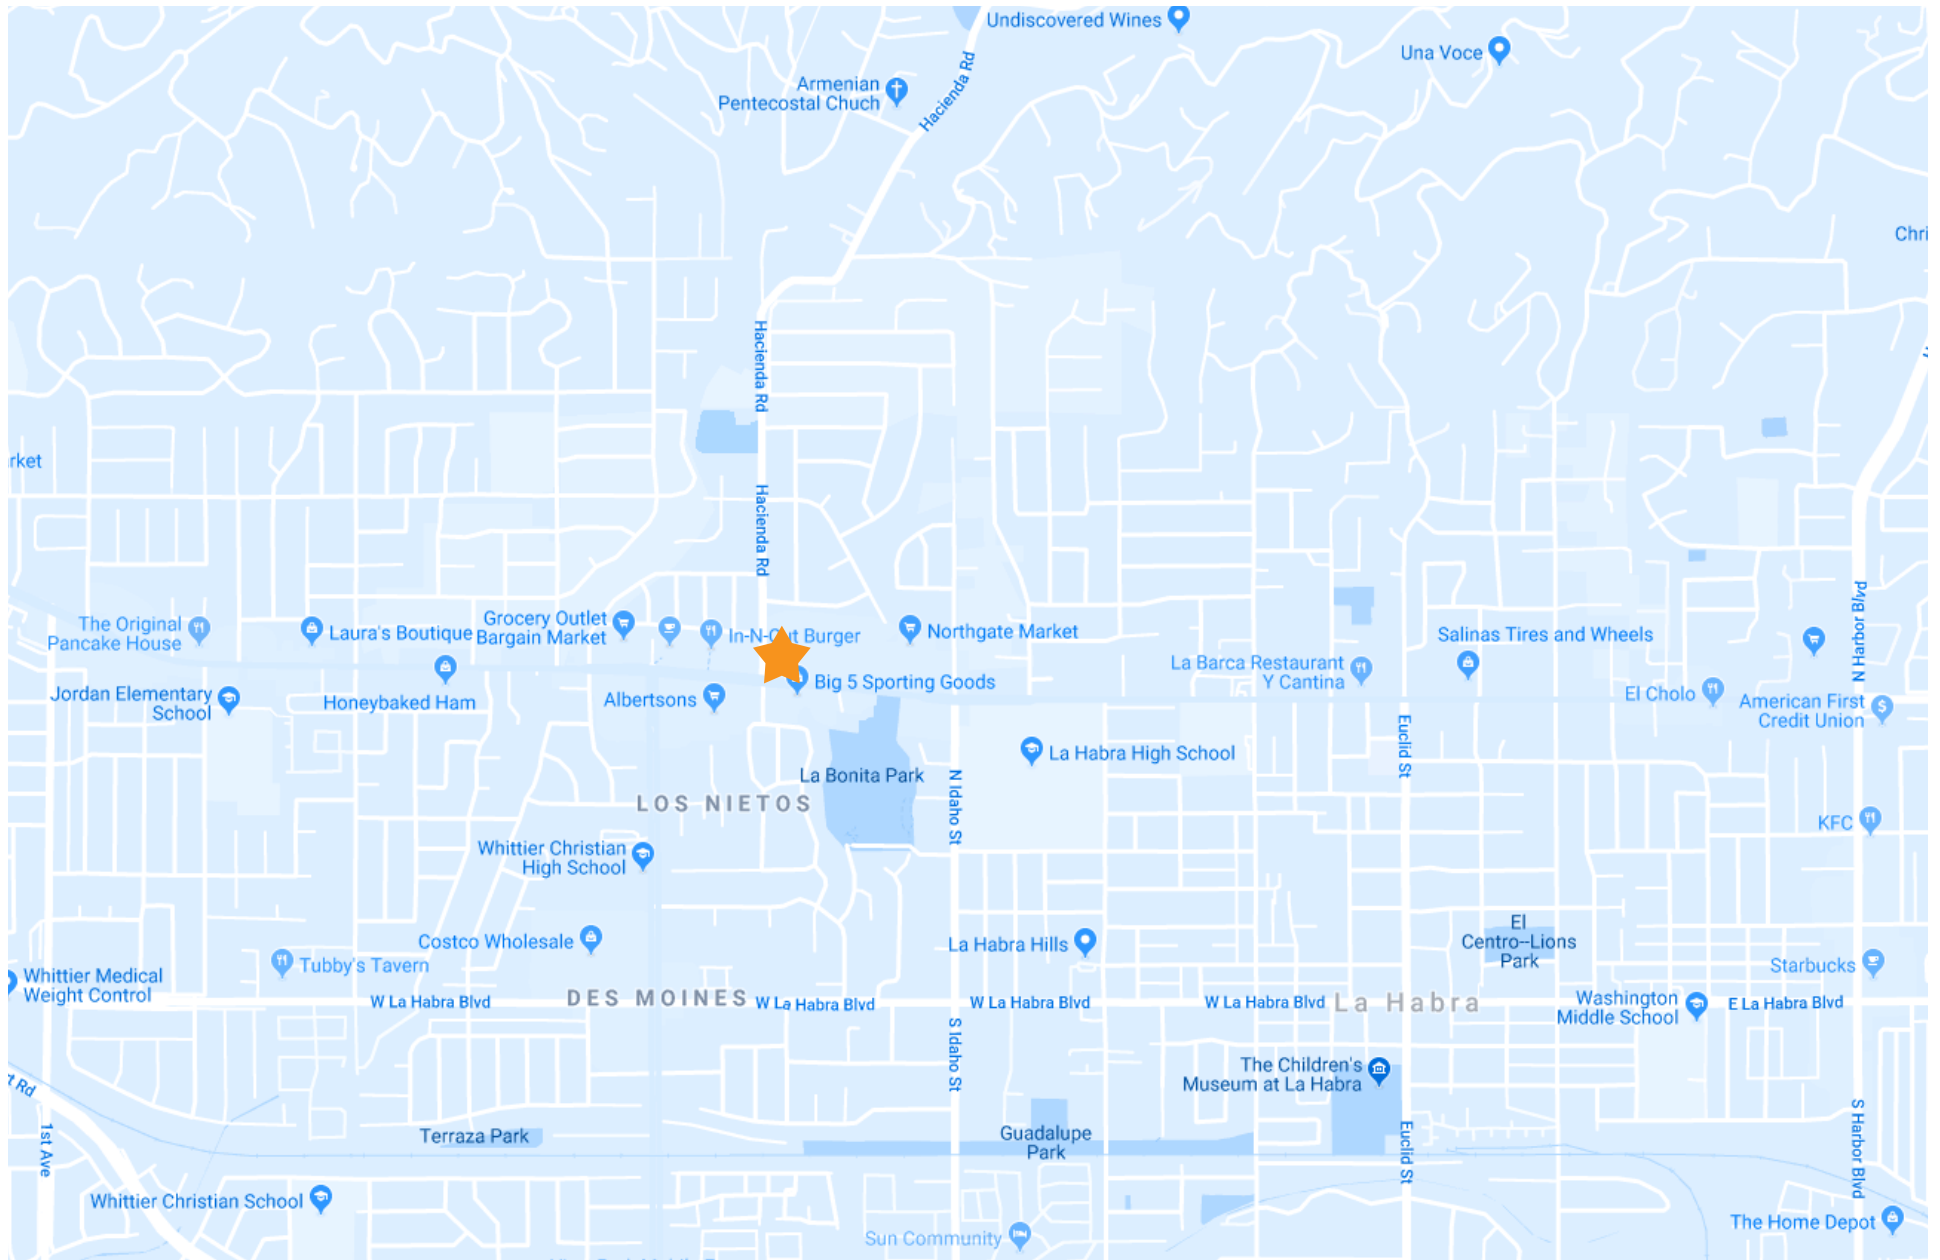 Undiscovered Wines
Una Voce
Armenian
Pentecostal Chuch
Hacienda Rd
Chri
Hacienda Rd
rket
Hacienda Rd
N Harbor Blvd
The Original
Pancake House
Laura's Boutique
Grocery Outlet
Bargain Market
In-N-Out Burger
Northgate Market
Salinas Tires and Wheels
La Barca Restaurant
Y Cantina
Jordan Elementary
School
Honeybaked Ham
Albertsons
Big 5 Sporting Goods
El Cholo
American First
Credit Union
$
Euclid St
La Habra High School
La Bonita Park
N Idaho St
LOS NIETOS
KFC
Whittier Christian
High School
Costco Wholesale
La Habra Hills
El
Centro--Lions
Park
Tubby's Tavern
Starbucks
Whittier Medical
Weight Control
W La Habra Blvd
DES MOINES
W La Habra Blvd
W La Habra Blvd
W La Habra Blvd
La Habra
Washington
Middle School
E La Habra Blvd
S Idaho St
The Children's
Museum at La Habra
rt Rd
1st Ave
Terraza Park
Guadalupe
Park
Euclid St
S Harbor Blvd
Whittier Christian School
Sun Community
The Home Depot